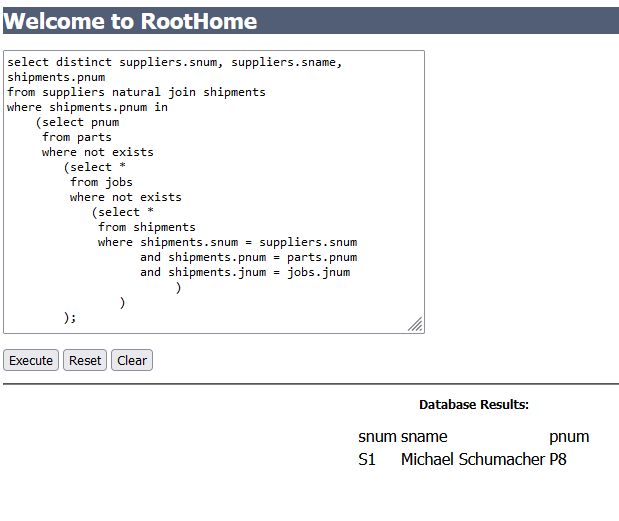 Welcome to RootHome
select distinct suppliers.snum, suppliers.sname,
shipments.pnum
from suppliers natural join shipments
where shipments.pnum in
    (select pnum
     from parts
     where not exists
        (select *
         from jobs
         where not exists
            (select *
             from shipments
             where shipments.snum = suppliers.snum
                   and shipments.pnum = parts.pnum
                   and shipments.jnum = jobs.jnum
                        )
                )
        );
Execute Reset Clear
Database Results:
snum sname pnum
S1 Michael Schumacher P8